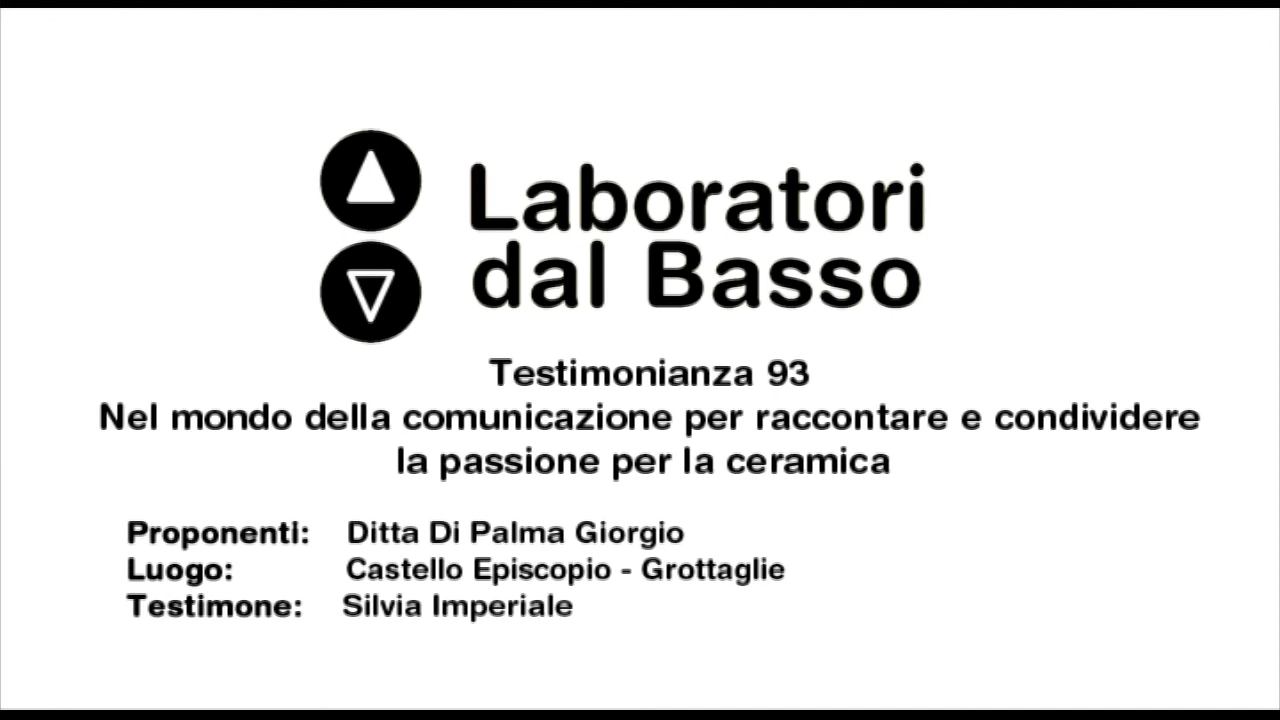 Laboratori
dal Basso
Testimonianza 93
Nel mondo della comunicazione per raccontare e condividere
la passione per la ceramica
Proponenti: Ditta Di Palma Giorgio
Luogo: Castello Episcopio - Grottaglie
Testimone: Silvia Imperiale